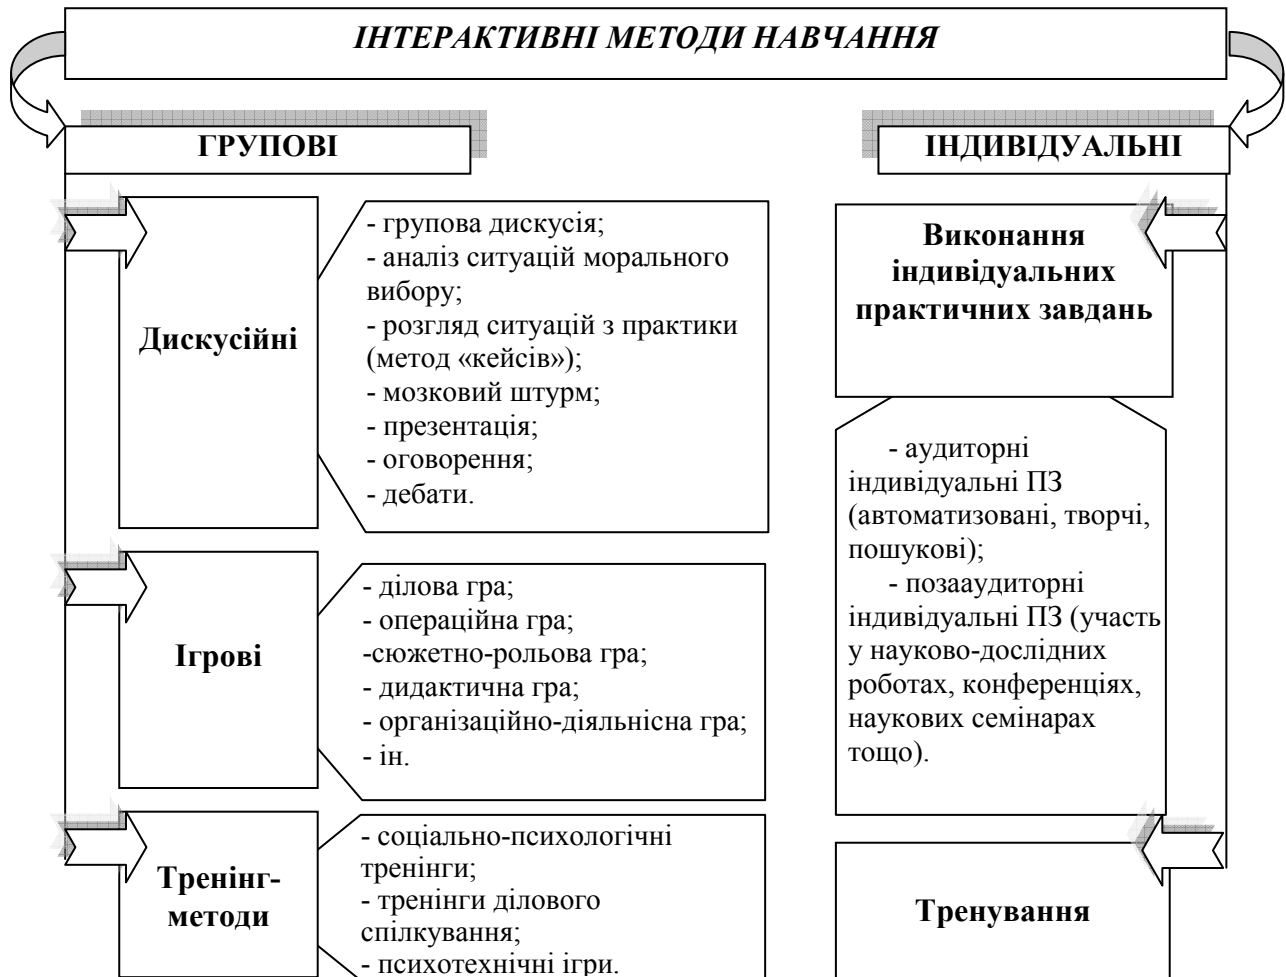 ІНТЕРАКТИВНІ МЕТОДИ НАВЧАННЯ
ГРУПОВІ
ІНДИВІДУАЛЬНІ
Дискусійні
- групова дискусія;
- аналіз ситуацій морального
вибору;
- розгляд ситуацій з практики
(метод «кейсів»);
- мозковий штурм;
- презентація;
- оговорення;
- дебати.
Ігрові
- ділова гра;
- операційна гра;
-сюжетно-рольова гра;
- дидактична гра;
- організаційно-діяльнісна гра;
- ін.
Тренінг-
методи
- соціально-психологічні
тренінги;
- тренінги ділового
спілкування;
- психотехнічні ігри.
Виконання
індивідуальних
практичних завдань
- аудиторні
індивідуальні ПЗ
(автоматизовані, творчі,
пошукові);
- позааудиторні
індивідуальні ПЗ (участь
у науково-дослідних
роботах, конференціях,
наукових семінарах
тощо).
Тренування